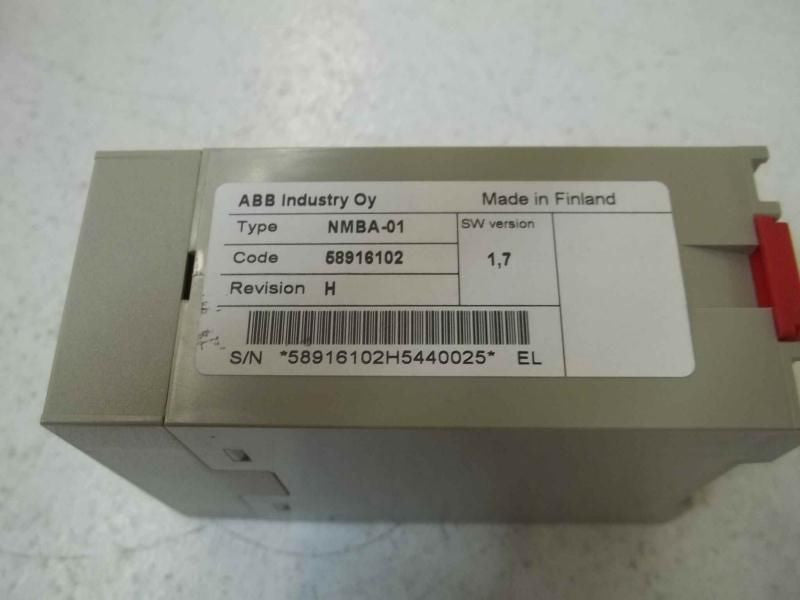 ABB Industry Oy Made in Finland
Type NMBA-01 SW version
Code 58916102 1,7
Revision H
S/N *58916102H5440025* EL